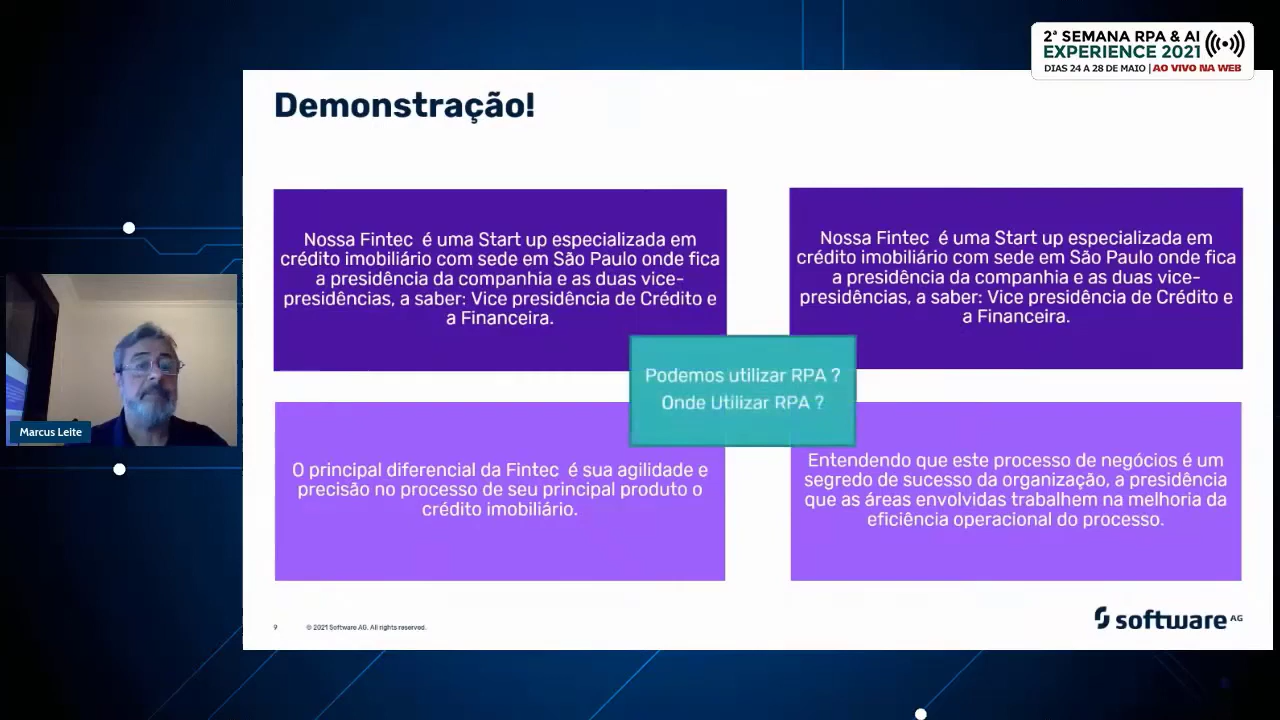 2ª SEMANA RPA & AI
EXPERIENCE 2021
DIAS 24 A 28 DE MAIO | AO VIVO NA WEB
Demonstração!
Nossa Fintec é uma Start up especializada em
crédito imobiliário com sede em São Paulo onde fica
a presidência da companhia e as duas vice-
presidências, a saber: Vice presidência de Crédito e
a Financeira.
Nossa Fintec é uma Start up especializada em
crédito imobiliário com sede em São Paulo onde fica
a presidência da companhia e as duas vice-
presidências, a saber: Vice presidência de Crédito e
a Financeira.
Podemos utilizar RPA ?
Onde Utilizar RPA ?
O principal diferencial da Fintec é sua agilidade e
precisão no processo de seu principal produto o
crédito imobiliário.
Entendendo que este processo de negócios é um
segredo de sucesso da organização, a presidência
que as áreas envolvidas trabalhem na melhoria da
eficiência operacional do processo.
Marcus Leite
9
© 2021 Software AG. All rights reserved.
software AG